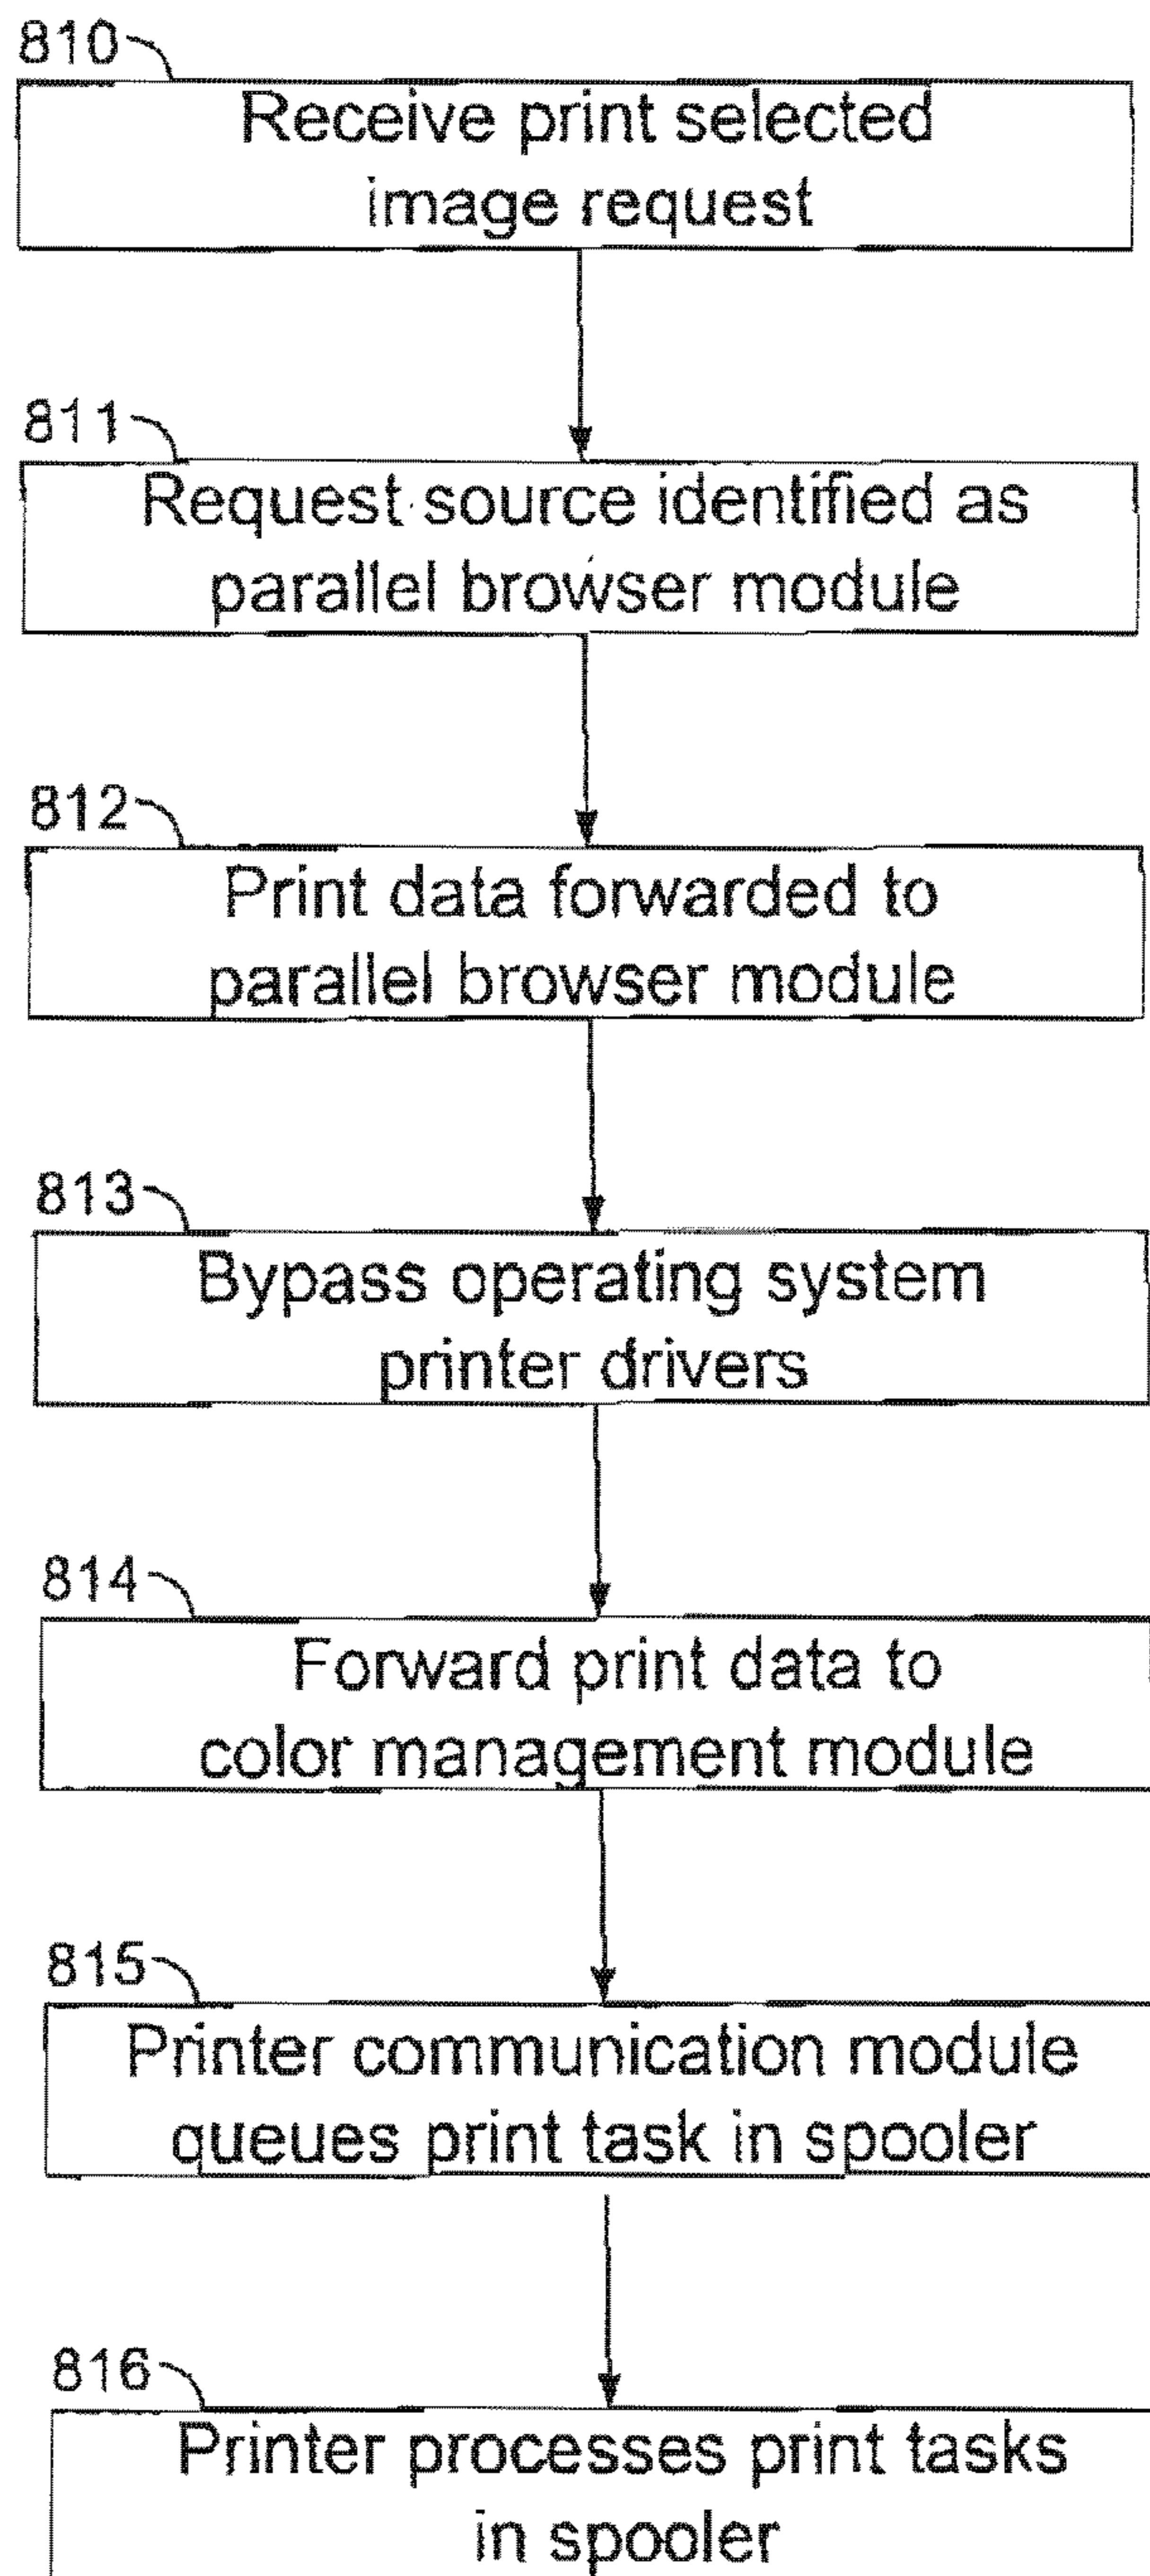 810
Receive print selected
image request
811
Request source identified as
parallel browser module
812
Print data forwarded to
parallel browser module
813
Bypass operating system
printer drivers
814
Forward print data to
color management module
815
Printer communication module
queues print task in spooler
816
Printer processes print tasks
in spooler